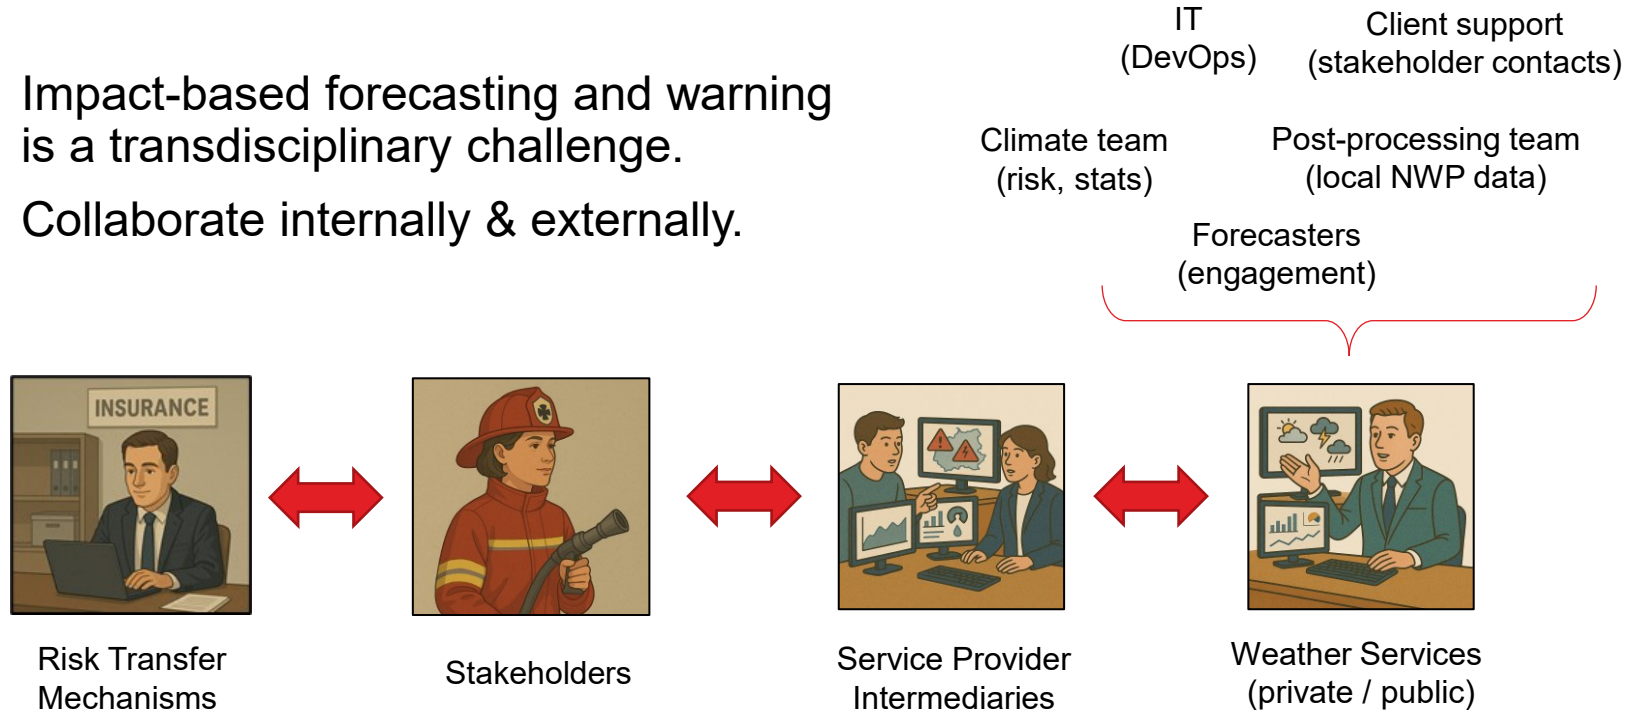 Impact-based forecasting and warning
is a transdisciplinary challenge.
Collaborate internally & externally.
IT
(DevOps)
Client support
(stakeholder contacts)
Climate team
(risk, stats)
Post-processing team
(local NWP data)
Forecasters
(engagement)
INSURANCE
Risk Transfer
Mechanisms
Stakeholders
Service Provider
Intermediaries
Weather Services
(private / public)